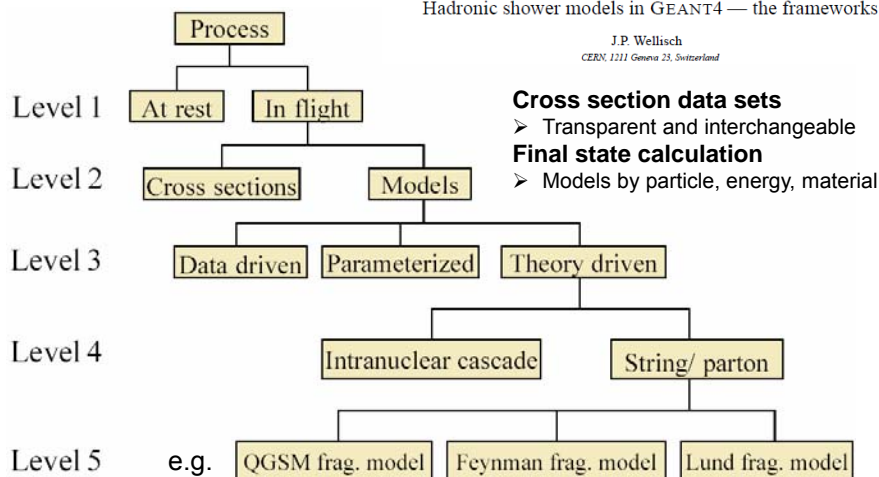 Hadronic shower models in GEANT4 — the frameworks
J.P. Wellisch
CERN, 1211 Geneva 23, Switzerland
Process
Level 1 At rest In flight
Cross section data sets
➢ Transparent and interchangeable
Final state calculation
➢ Models by particle, energy, material
Level 2 Cross sections Models
Level 3 Data driven Parameterized Theory driven
Level 4 Intranuclear cascade String/ parton
Level 5 e.g. QGSM frag. model Feynman frag. model Lund frag. model